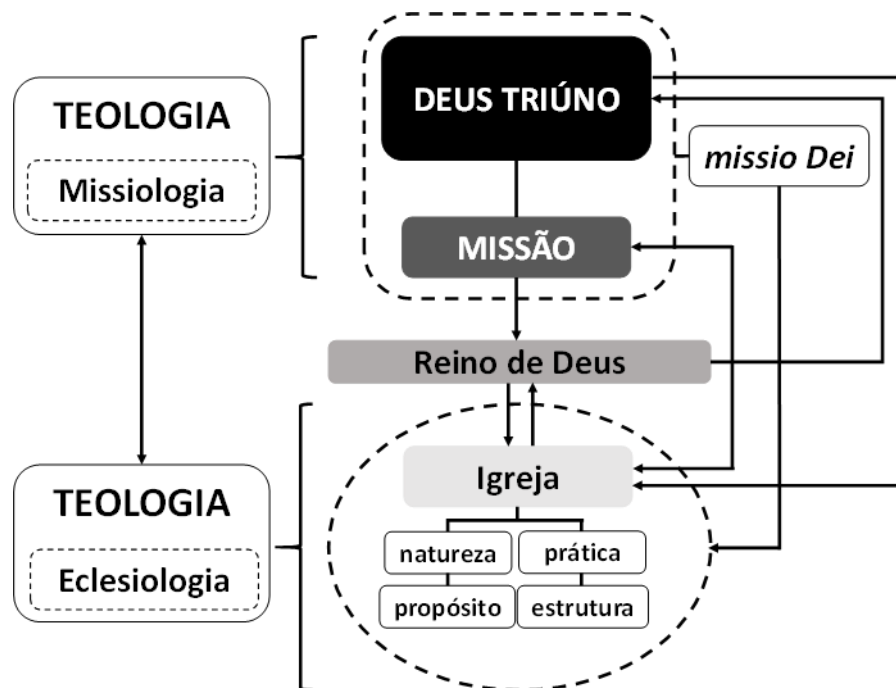 TEOLOGIA
Missiologia
DEUS TRIÚNO
missio Dei
MISSÃO
Reino de Deus
TEOLOGIA
Eclesiologia
Igreja
natureza
prática
propósito
estrutura